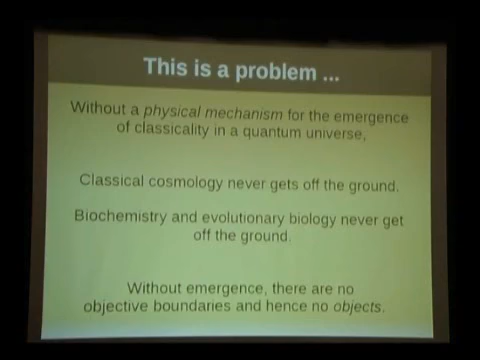 This is a problem ...
Without a physical mechanism for the emergence
of classicality in a quantum universe,
Classical cosmology never gets off the ground.
Biochemistry and evolutionary biology never get
off the ground.
Without emergence, there are no
objective boundaries and hence no objects.